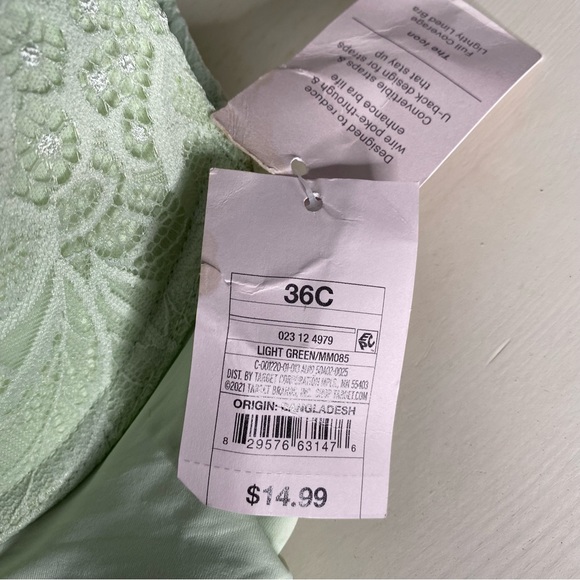 Full Coverage
Lightly Lined Bra
The Icon
Convertible straps &
U-back design for straps
that stay up
Designed to reduce
wire poke-through &
enhance bra life
36C
023 12 4979
LIGHT GREEN/MM085
DIST. BY TARGET CORPORATION MPLS, MN 55403
©2021 TARGET BRANDS, INC. SHOP TARGET.COM
ORIGIN: BANGLADESH
8 29576 63147 6
$14.99